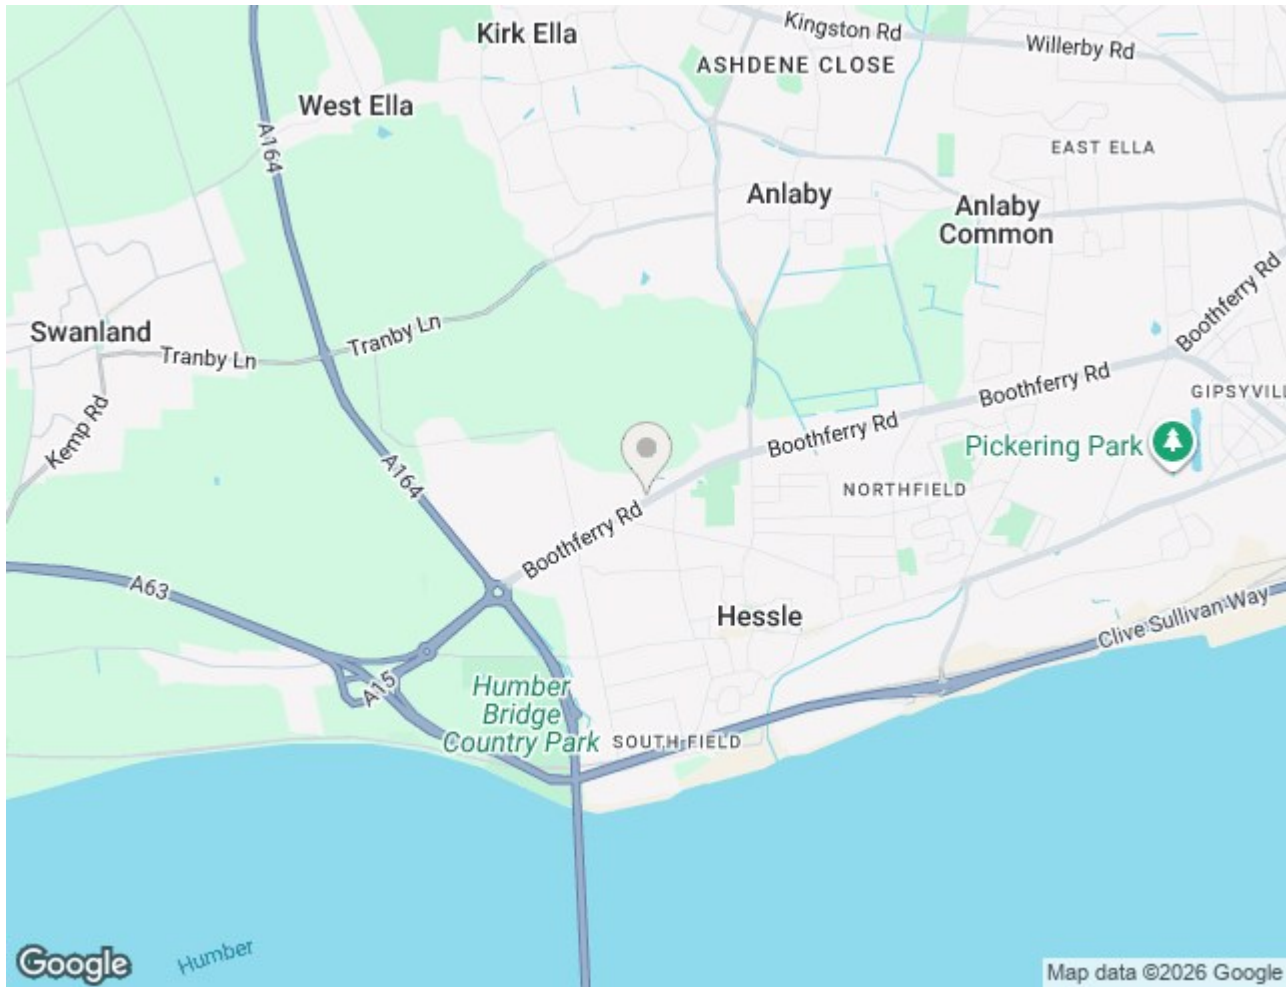 Kirk Ella
Kingston Rd
Willerby Rd
ASHDENE CLOSE
West Ella
A164
EAST ELLA
Anlaby
Anlaby
Common
Boothferry Rd
Swanland
Tranby Ln
Tranby Ln
Kemp Rd
Boothferry Rd
GIPSYVILL
Boothferry Rd
Pickering Park
A164
NORTHFIELD
Boothferry Rd
A63
Hessle
Clive Sullivan Way
A15
Humber
Bridge
Country Park
SOUTH FIELD
Humber
Google
Map data ©2026 Google